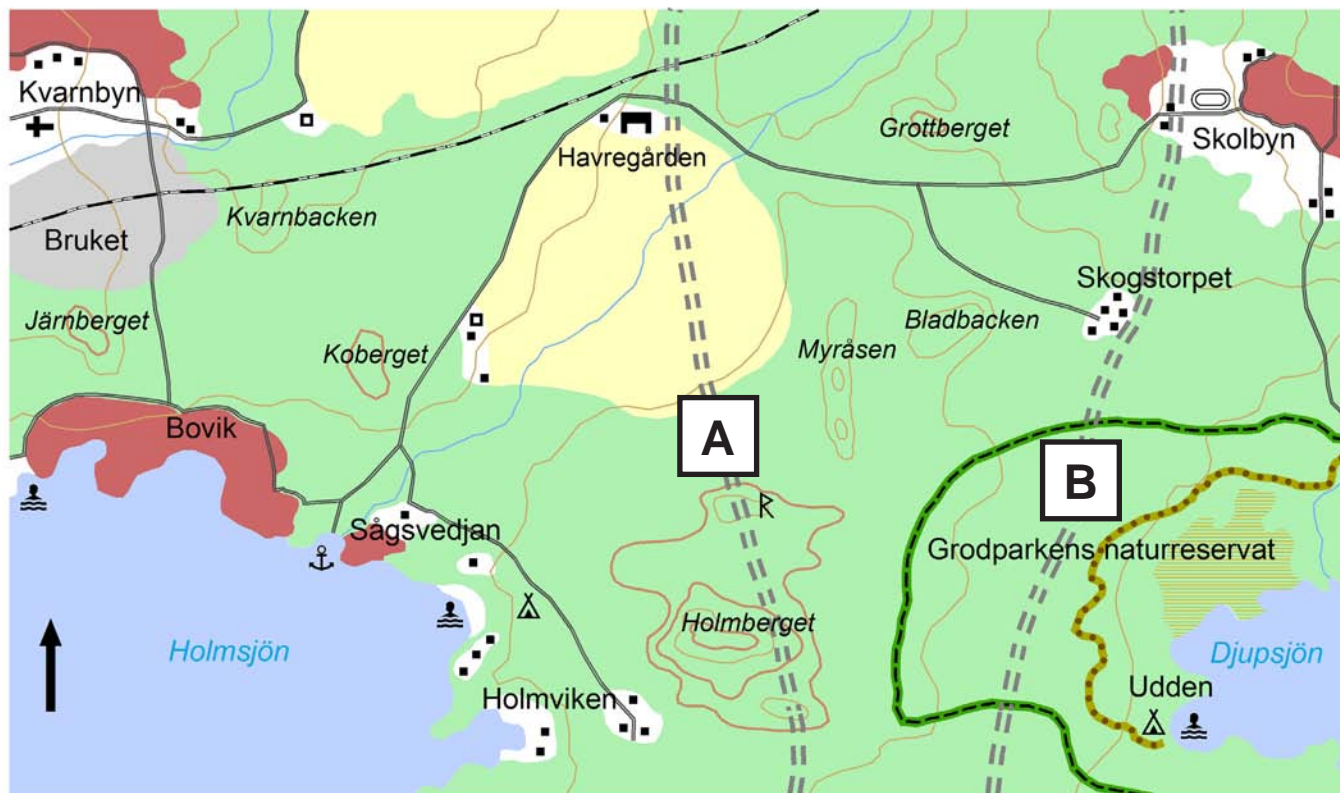 Kvarnbyn
Grottberget
Skolbyn
Havregården
Kvarnbacken
Bruket
Skogstorpet
Järnberget
Koberget
Myråsen
Bladbacken
Bovik
A
B
Sågsvedjan
Grodparkens naturreservat
Holmsjön
Holmberget
Djupsjön
Holmviken
Udden